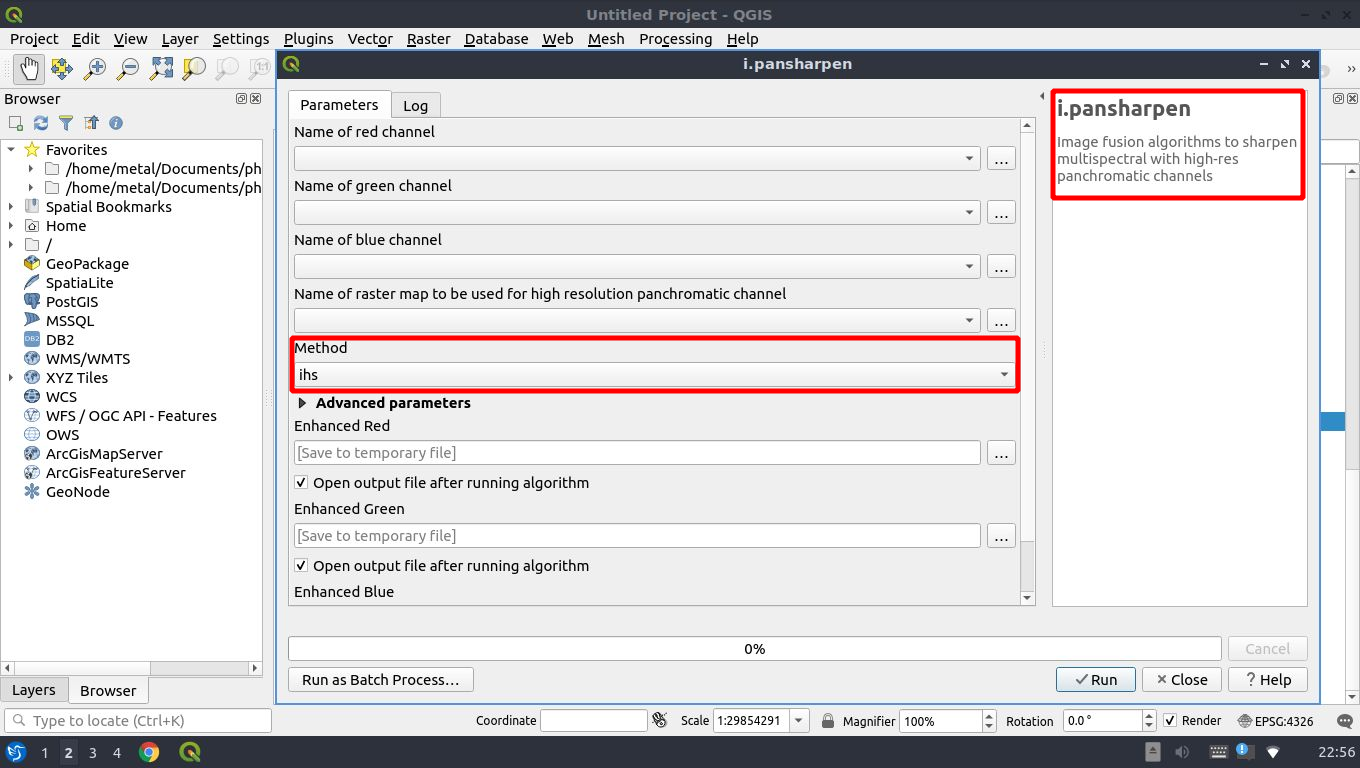 Untitled Project - QGIS
Project Edit View Layer Settings Plugins Vector Raster Database Web Mesh Processing Help
i.pansharpen
Browser
Favorites
/home/metal/Documents/ph
/home/metal/Documents/ph
Spatial Bookmarks
Home
/
GeoPackage
SpatiaLite
PostGIS
MSSQL
DB2
WMS/WMTS
XYZ Tiles
WCS
WFS / OGC API - Features
OWS
ArcGisMapServer
ArcGisFeatureServer
GeoNode
Layers Browser
Parameters Log
Name of red channel
...
Name of green channel
...
Name of blue channel
...
Name of raster map to be used for high resolution panchromatic channel
...
Method
ihs
Advanced parameters
Enhanced Red
[Save to temporary file] ...
Open output file after running algorithm
Enhanced Green
[Save to temporary file] ...
Open output file after running algorithm
Enhanced Blue
i.pansharpen
Image fusion algorithms to sharpen
multispectral with high-res
panchromatic channels
0% Cancel
Run as Batch Process… Run Close Help
Type to locate (Ctrl+K) Coordinate Scale 1:29854291 Magnifier 100% Rotation 0.0 ° Render EPSG:4326
1 2 3 4 22:56